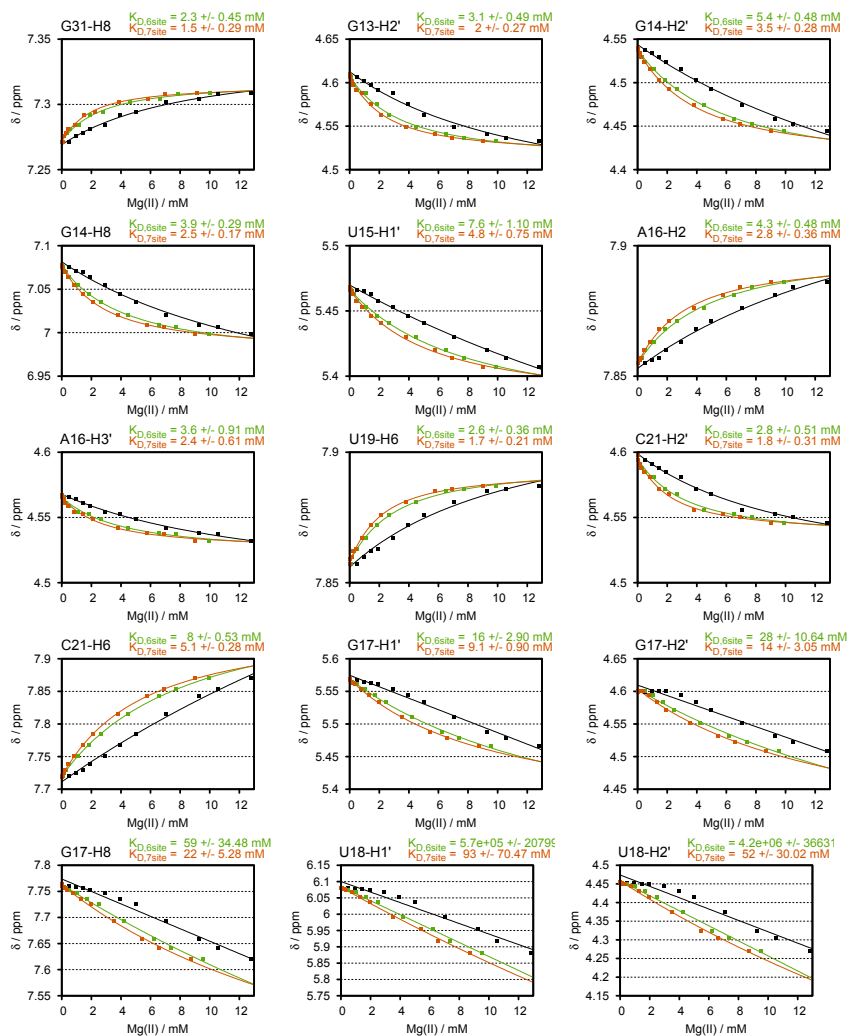 K_D,6site = 2.3 +/- 0.45 mM
K_D,7site = 1.5 +/- 0.29 mM
G31-H8
7.35
7.3
7.25
δ / ppm
0 2 4 6 8 10 12
Mg(II) / mM
K_D,6site = 3.1 +/- 0.49 mM
K_D,7site = 2 +/- 0.27 mM
G13-H2'
4.65
4.6
4.55
4.5
δ / ppm
0 2 4 6 8 10 12
Mg(II) / mM
K_D,6site = 5.4 +/- 0.48 mM
K_D,7site = 3.5 +/- 0.28 mM
G14-H2'
4.55
4.5
4.45
4.4
δ / ppm
0 2 4 6 8 10 12
Mg(II) / mM
K_D,6site = 3.9 +/- 0.29 mM
K_D,7site = 2.5 +/- 0.17 mM
G14-H8
7.1
7.05
7
6.95
δ / ppm
0 2 4 6 8 10 12
Mg(II) / mM
K_D,6site = 7.6 +/- 1.10 mM
K_D,7site = 4.8 +/- 0.75 mM
U15-H1'
5.5
5.45
5.4
δ / ppm
0 2 4 6 8 10 12
Mg(II) / mM
K_D,6site = 4.3 +/- 0.48 mM
K_D,7site = 2.8 +/- 0.36 mM
A16-H2
7.9
7.85
δ / ppm
0 2 4 6 8 10 12
Mg(II) / mM
K_D,6site = 3.6 +/- 0.91 mM
K_D,7site = 2.4 +/- 0.61 mM
A16-H3'
4.6
4.55
4.5
δ / ppm
0 2 4 6 8 10 12
Mg(II) / mM
K_D,6site = 2.6 +/- 0.36 mM
K_D,7site = 1.7 +/- 0.21 mM
U19-H6
7.9
7.85
δ / ppm
0 2 4 6 8 10 12
Mg(II) / mM
K_D,6site = 2.8 +/- 0.51 mM
K_D,7site = 1.8 +/- 0.31 mM
C21-H2'
4.6
4.55
4.5
δ / ppm
0 2 4 6 8 10 12
Mg(II) / mM
K_D,6site = 8 +/- 0.53 mM
K_D,7site = 5.1 +/- 0.28 mM
C21-H6
7.9
7.85
7.8
7.75
7.7
δ / ppm
0 2 4 6 8 10 12
Mg(II) / mM
K_D,6site = 16 +/- 2.90 mM
K_D,7site = 9.1 +/- 0.90 mM
G17-H1'
5.6
5.55
5.5
5.45
5.4
δ / ppm
0 2 4 6 8 10 12
Mg(II) / mM
K_D,6site = 28 +/- 10.64 mM
K_D,7site = 14 +/- 3.05 mM
G17-H2'
4.65
4.6
4.55
4.5
4.45
δ / ppm
0 2 4 6 8 10 12
Mg(II) / mM
K_D,6site = 59 +/- 34.48 mM
K_D,7site = 22 +/- 5.28 mM
G17-H8
7.8
7.75
7.7
7.65
7.6
7.55
δ / ppm
0 2 4 6 8 10 12
Mg(II) / mM
K_D,6site = 5.7e+05 +/- 20799
K_D,7site = 93 +/- 70.47 mM
U18-H1'
6.15
6.1
6.05
6
5.95
5.9
5.85
5.8
5.75
δ / ppm
0 2 4 6 8 10 12
Mg(II) / mM
K_D,6site = 4.2e+06 +/- 36631
K_D,7site = 52 +/- 30.02 mM
U18-H2'
4.5
4.45
4.4
4.35
4.3
4.25
4.2
4.15
δ / ppm
0 2 4 6 8 10 12
Mg(II) / mM